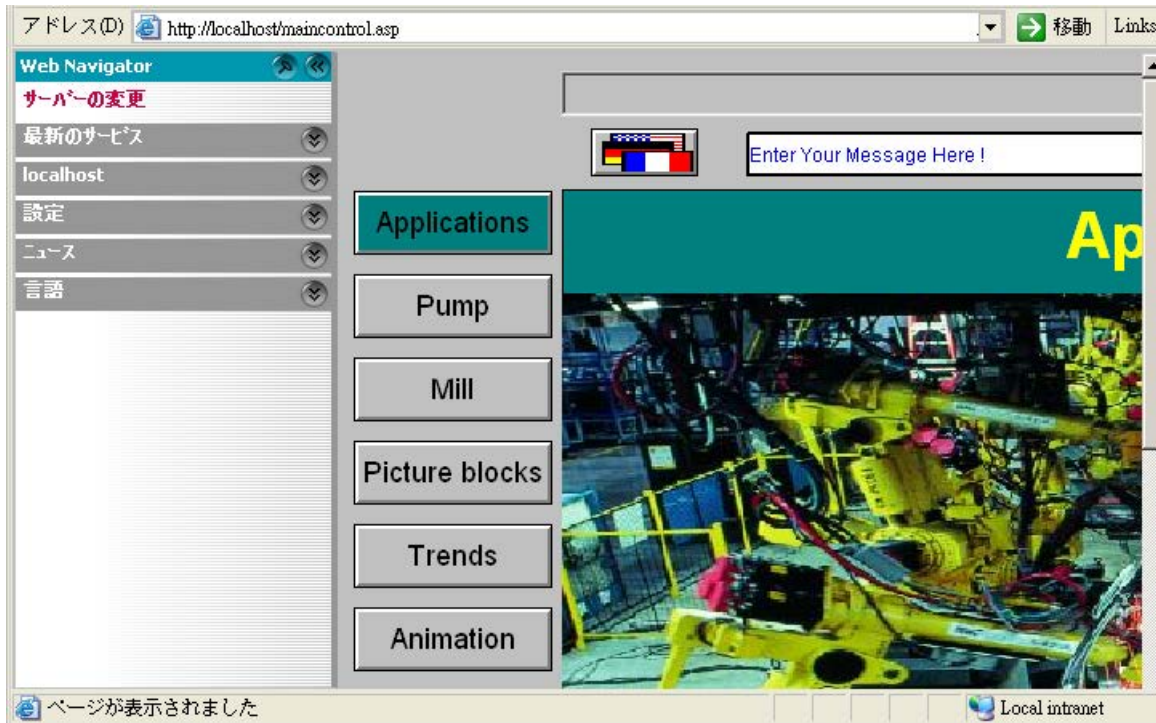 アドレス(D) http://localhost/maincontrol.asp 移動 Links
Web Navigator
サーバーの変更
最新のサービス
localhost
設定
ニュース
言語
Enter Your Message Here !
Applications
Ap
Pump
Mill
Picture blocks
Trends
Animation
ページが表示されました Local intranet